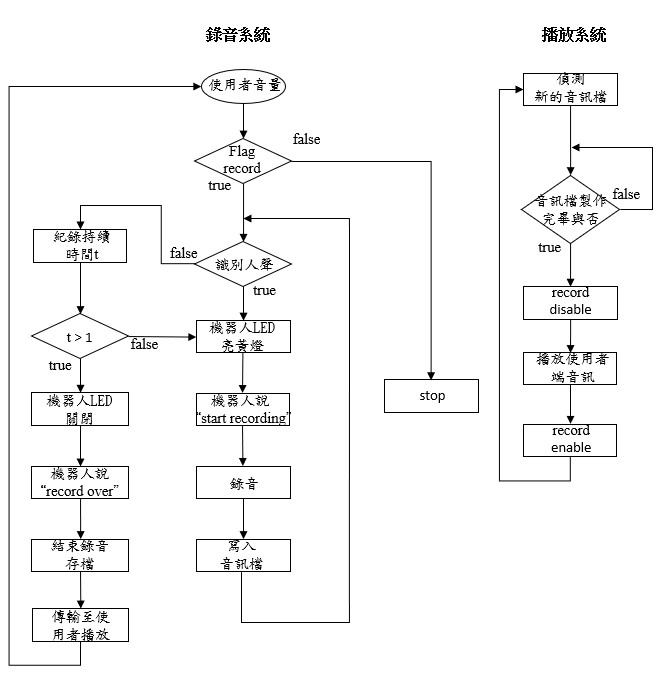 錄音系統
使用者音量
Flag
record
false
true
識別人聲
false
true
紀錄持續
時間t
t > 1
false
true
機器人LED
亮黃燈
機器人LED
關閉
機器人說
“start recording”
機器人說
“record over”
錄音
結束錄音
存檔
寫入
音訊檔
傳輸至使
用者播放
stop
播放系統
偵測
新的音訊檔
音訊檔製作
完畢與否
false
true
record
disable
播放使用者
端音訊
record
enable